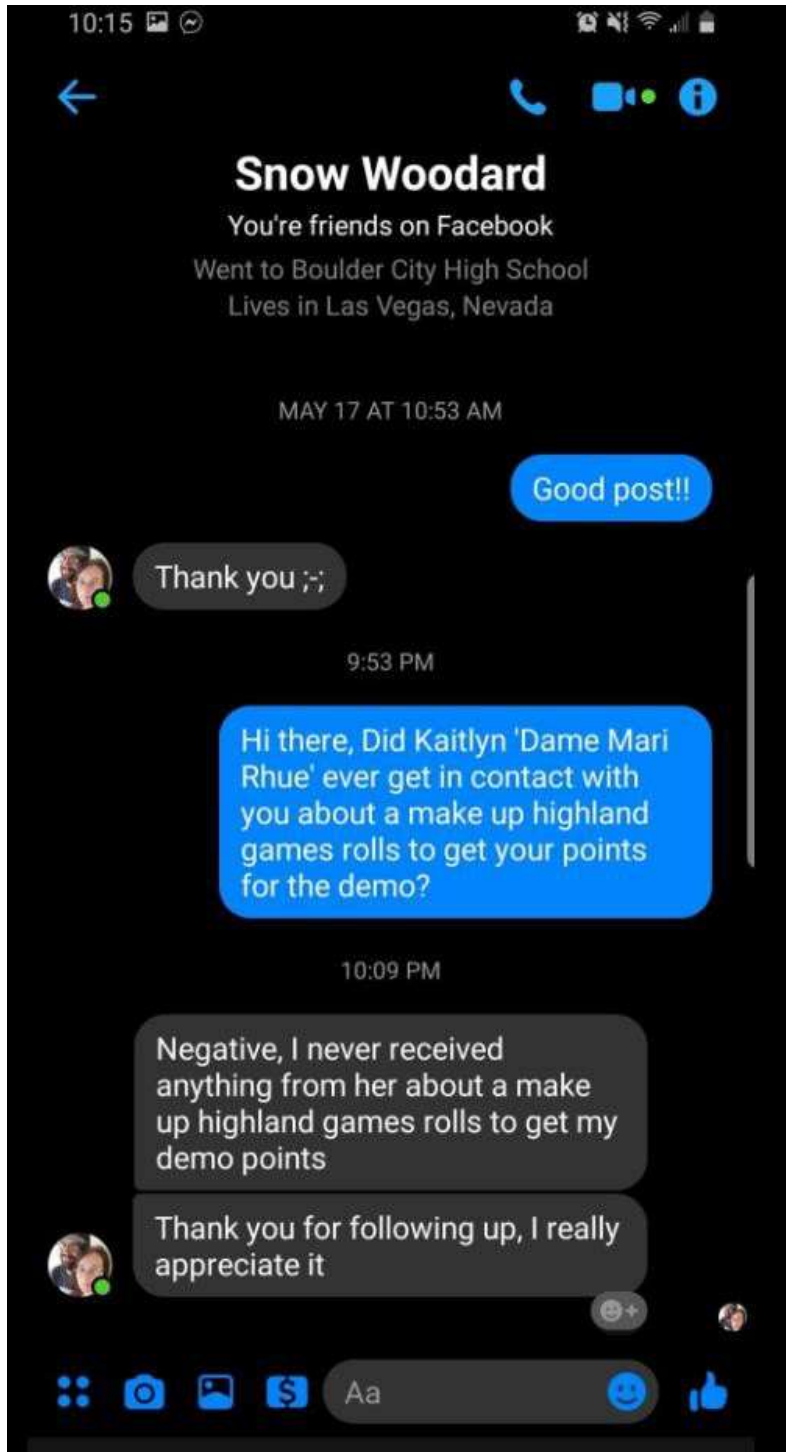 10:15
Snow Woodard
You're friends on Facebook
Went to Boulder City High School
Lives in Las Vegas, Nevada
MAY 17 AT 10:53 AM
Good post!!
Thank you ;-;
9:53 PM
Hi there, Did Kaitlyn 'Dame Mari
Rhue' ever get in contact with
you about a make up highland
games rolls to get your points
for the demo?
10:09 PM
Negative, I never received
anything from her about a make
up highland games rolls to get my
demo points
Thank you for following up, I really
appreciate it
Aa